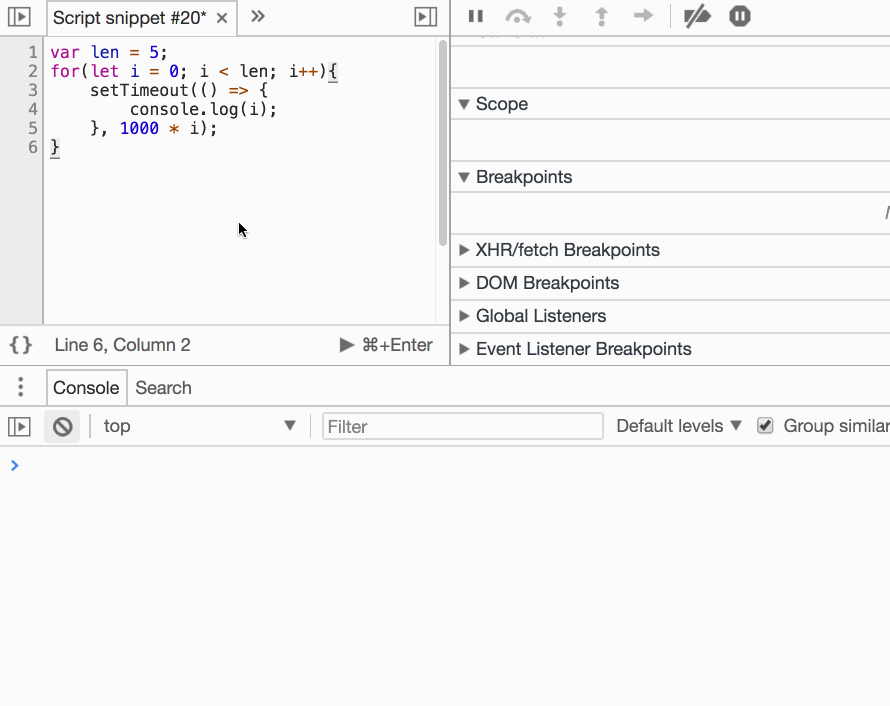 Script snippet #20* × »
1 var len = 5;
2 for(let i = 0; i < len; i++){
3     setTimeout(() => {
4         console.log(i);
5     }, 1000 * i);
6 }
{} Line 6, Column 2 ▶ ⌘+Enter
▼ Scope
▼ Breakpoints
▶ XHR/fetch Breakpoints
▶ DOM Breakpoints
▶ Global Listeners
▶ Event Listener Breakpoints
Console Search
top ▼ Filter Default levels ▼ Group similar
>